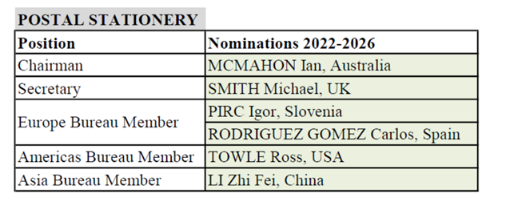 POSTAL STATIONERY
Position Nominations 2022-2026
Chairman MCMAHON Ian, Australia
Secretary SMITH Michael, UK
Europe Bureau Member PIRC Igor, Slovenia
RODRIGUEZ GOMEZ Carlos, Spain
Americas Bureau Member TOWLE Ross, USA
Asia Bureau Member LI Zhi Fei, China